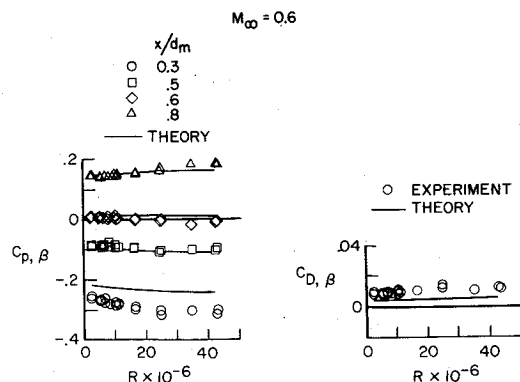 M∞ = 0.6
x/dm
0.3
.5
.6
.8
THEORY
.2
0
Cp, β
-.2
-.4
0 20 40
R × 10-6
EXPERIMENT
THEORY
.04
CD, β
0
0 20 40
R × 10-6